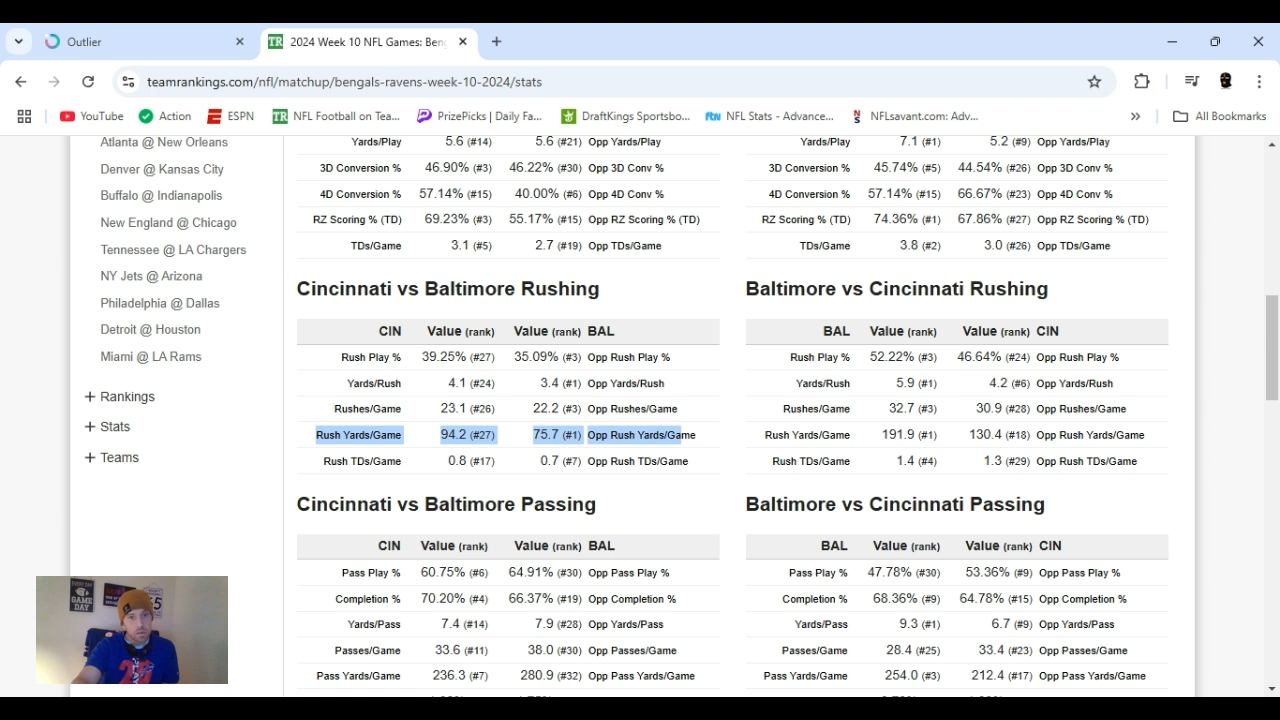 Outlier
2024 Week 10 NFL Games: Beng
teamrankings.com/nfl/matchup/bengals-ravens-week-10-2024/stats
YouTube Action ESPN NFL Football on Tea... PrizePicks | Daily Fa... DraftKings Sportsbo... NFL Stats - Advance... NFLsavant.com: Adv... » All Bookmarks
Atlanta @ New Orleans
Denver @ Kansas City
Buffalo @ Indianapolis
New England @ Chicago
Tennessee @ LA Chargers
NY Jets @ Arizona
Philadelphia @ Dallas
Detroit @ Houston
Miami @ LA Rams
+ Rankings
+ Stats
+ Teams
Yards/Play 5.6 (#14) 5.6 (#21) Opp Yards/Play
3D Conversion % 46.90% (#3) 46.22% (#30) Opp 3D Conv %
4D Conversion % 57.14% (#15) 40.00% (#6) Opp 4D Conv %
RZ Scoring % (TD) 69.23% (#3) 55.17% (#15) Opp RZ Scoring % (TD)
TDs/Game 3.1 (#5) 2.7 (#19) Opp TDs/Game
Cincinnati vs Baltimore Rushing
CIN Value (rank) Value (rank) BAL
Rush Play % 39.25% (#27) 35.09% (#3) Opp Rush Play %
Yards/Rush 4.1 (#24) 3.4 (#1) Opp Yards/Rush
Rushes/Game 23.1 (#26) 22.2 (#3) Opp Rushes/Game
Rush Yards/Game 94.2 (#27) 75.7 (#1) Opp Rush Yards/Game
Rush TDs/Game 0.8 (#17) 0.7 (#7) Opp Rush TDs/Game
Cincinnati vs Baltimore Passing
CIN Value (rank) Value (rank) BAL
Pass Play % 60.75% (#6) 64.91% (#30) Opp Pass Play %
Completion % 70.20% (#4) 66.37% (#19) Opp Completion %
Yards/Pass 7.4 (#14) 7.9 (#28) Opp Yards/Pass
Passes/Game 33.6 (#11) 38.0 (#30) Opp Passes/Game
Pass Yards/Game 236.3 (#7) 280.9 (#32) Opp Pass Yards/Game
Yards/Play 7.1 (#1) 5.2 (#9) Opp Yards/Play
3D Conversion % 45.74% (#5) 44.54% (#26) Opp 3D Conv %
4D Conversion % 57.14% (#15) 66.67% (#23) Opp 4D Conv %
RZ Scoring % (TD) 74.36% (#1) 67.86% (#27) Opp RZ Scoring % (TD)
TDs/Game 3.8 (#2) 3.0 (#26) Opp TDs/Game
Baltimore vs Cincinnati Rushing
BAL Value (rank) Value (rank) CIN
Rush Play % 52.22% (#3) 46.64% (#24) Opp Rush Play %
Yards/Rush 5.9 (#1) 4.2 (#6) Opp Yards/Rush
Rushes/Game 32.7 (#3) 30.9 (#28) Opp Rushes/Game
Rush Yards/Game 191.9 (#1) 130.4 (#18) Opp Rush Yards/Game
Rush TDs/Game 1.4 (#4) 1.3 (#29) Opp Rush TDs/Game
Baltimore vs Cincinnati Passing
BAL Value (rank) Value (rank) CIN
Pass Play % 47.78% (#30) 53.36% (#9) Opp Pass Play %
Completion % 68.36% (#9) 64.78% (#15) Opp Completion %
Yards/Pass 9.3 (#1) 6.7 (#9) Opp Yards/Pass
Passes/Game 28.4 (#25) 33.4 (#23) Opp Passes/Game
Pass Yards/Game 254.0 (#3) 212.4 (#17) Opp Pass Yards/Game
GAME
DAY